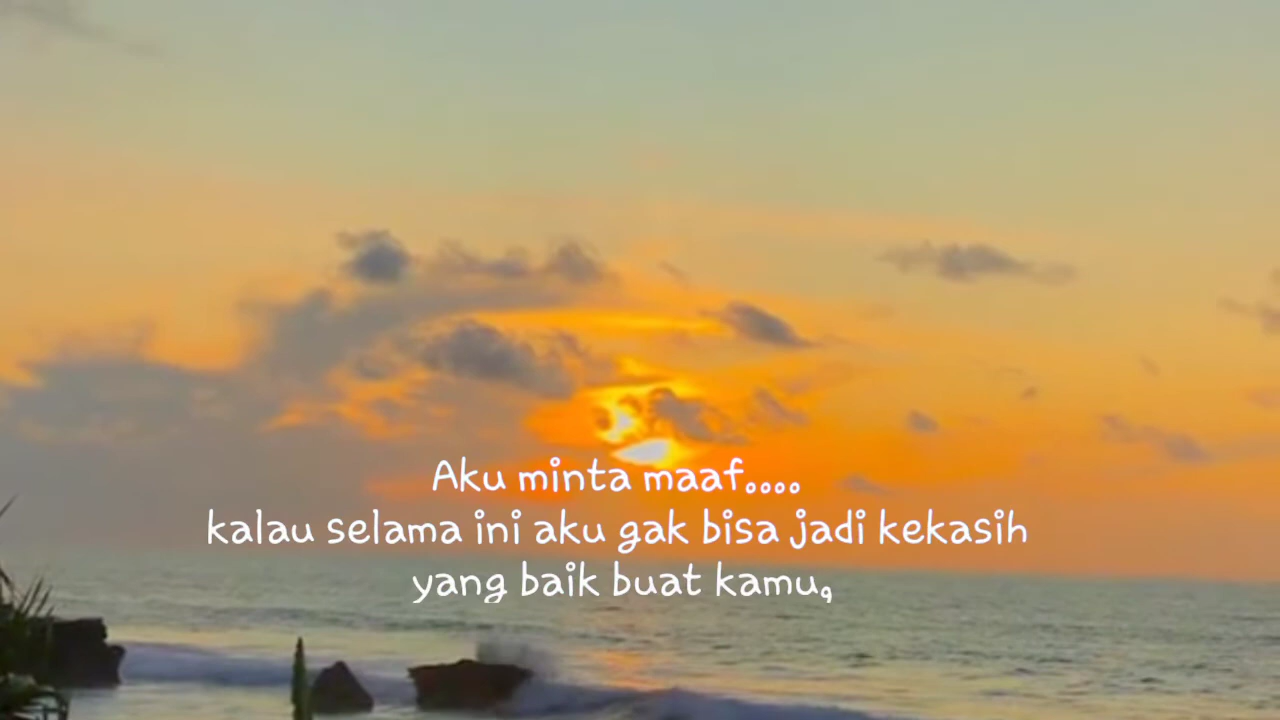 Aku minta maaf....
kalau selama ini aku gak bisa jadi kekasih
yang baik buat kamu,